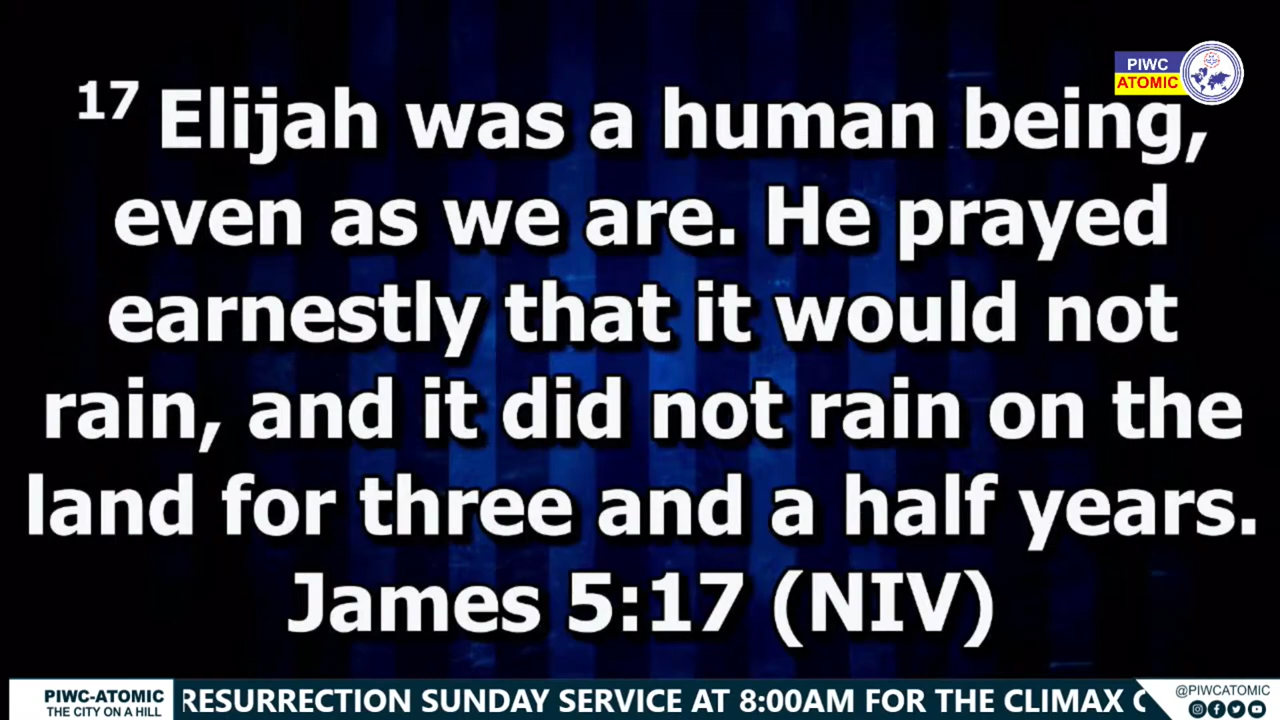 PIWC
ATOMIC
17 Elijah was a human being,
even as we are. He prayed
earnestly that it would not
rain, and it did not rain on the
land for three and a half years.
James 5:17 (NIV)
PIWC-ATOMIC
THE CITY ON A HILL
RESURRECTION SUNDAY SERVICE AT 8:00AM FOR THE CLIMAX
@PIWCATOMIC